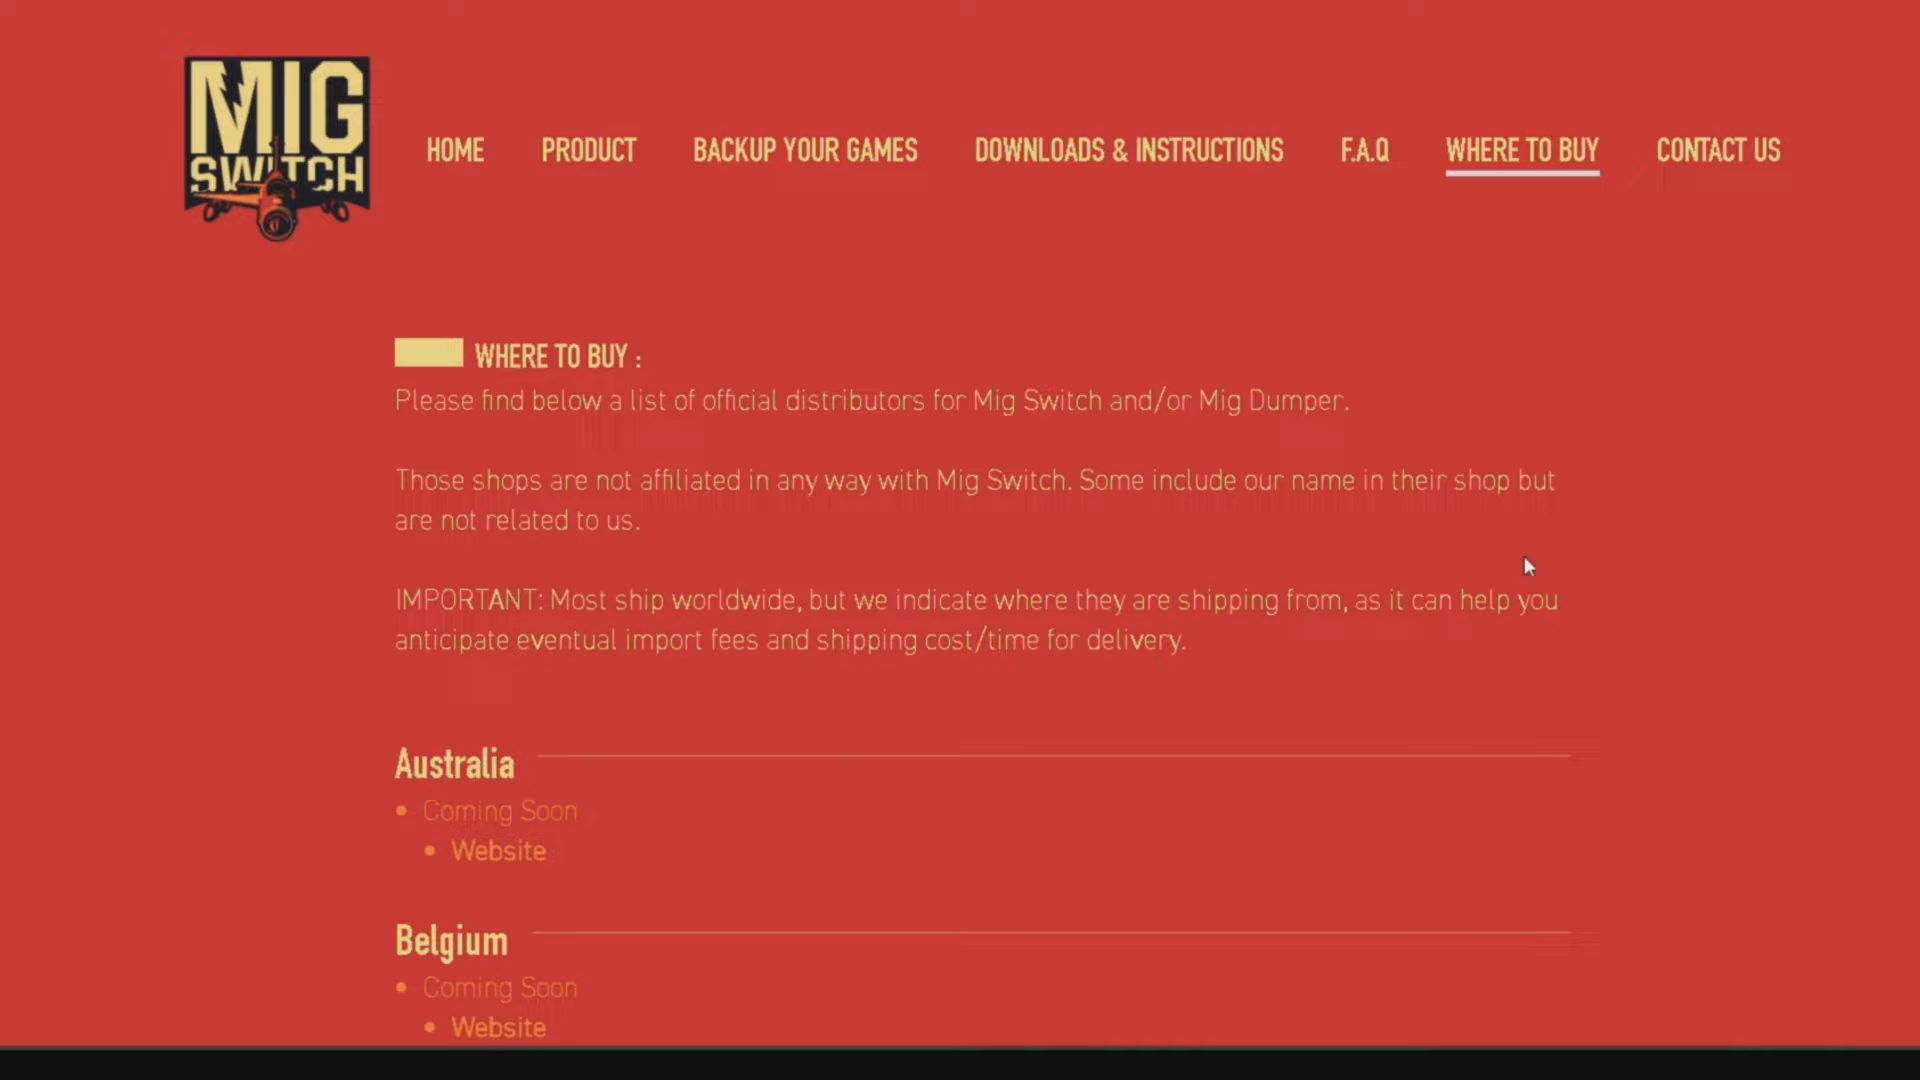 MIG
SWITCH
HOME
PRODUCT
BACKUP YOUR GAMES
DOWNLOADS & INSTRUCTIONS
F.A.Q
WHERE TO BUY
CONTACT US
WHERE TO BUY :
Please find below a list of official distributors for Mig Switch and/or Mig Dumper.
Those shops are not affiliated in any way with Mig Switch. Some include our name in their shop but
are not related to us.
IMPORTANT: Most ship worldwide, but we indicate where they are shipping from, as it can help you
anticipate eventual import fees and shipping cost/time for delivery.
Australia
• Coming Soon
• Website
Belgium
• Coming Soon
• Website